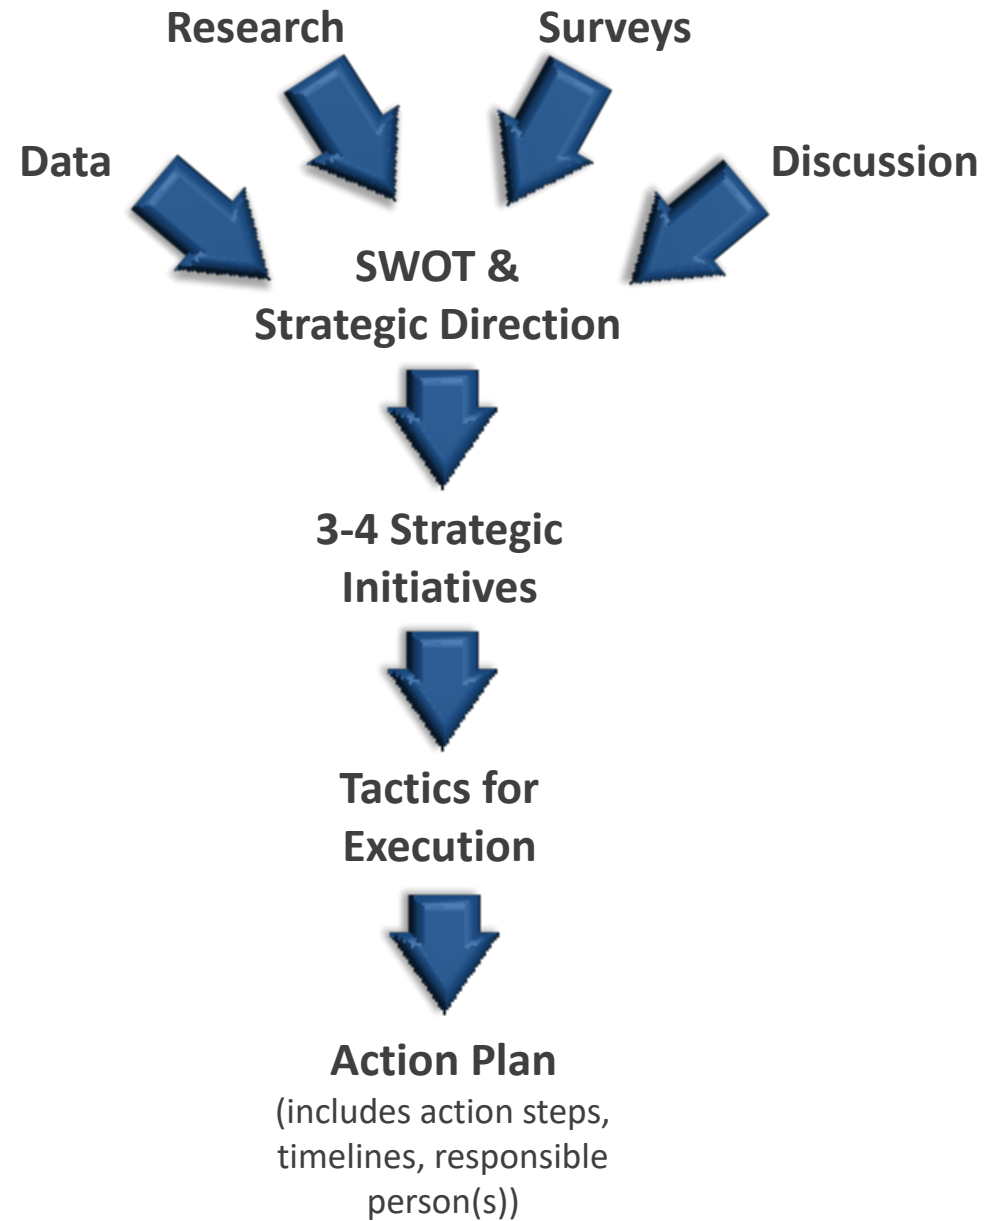 Research
Surveys
Data
Discussion
SWOT &
Strategic Direction
3-4 Strategic
Initiatives
Tactics for
Execution
Action Plan
(includes action steps,
timelines, responsible
person(s))